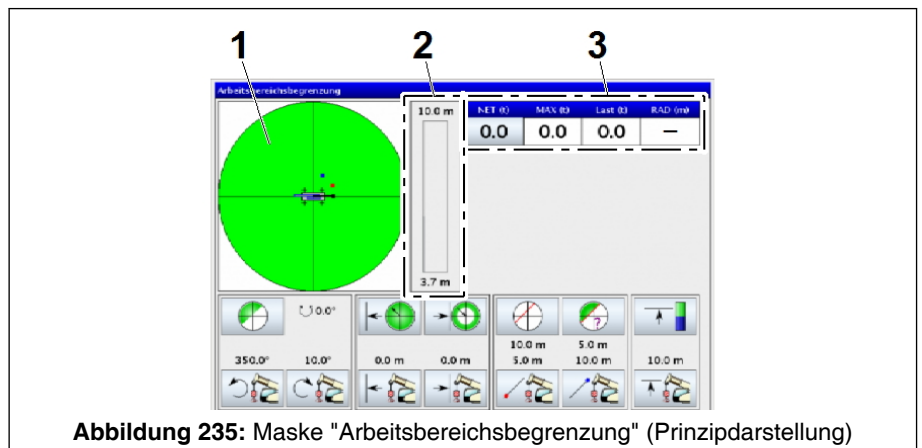 1 2 3
Arbeitsbereichsbegrenzung
10.0 m
NET (t) MAX (t) Last (t) RAD (m)
0.0 0.0 0.0 —
3.7 m
0.0°
?
10.0 m 5.0 m
350.0° 10.0° 0.0 m 0.0 m 5.0 m 10.0 m 10.0 m
Abbildung 235: Maske "Arbeitsbereichsbegrenzung" (Prinzipdarstellung)